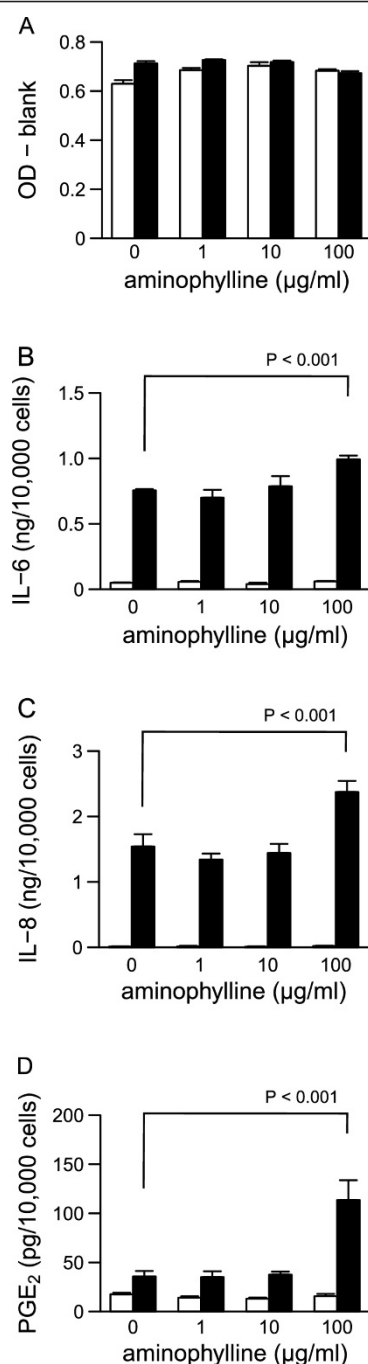 A
OD – blank
0.8
0.6
0.4
0.2
0
0 1 10 100
aminophylline (µg/ml)
B
P < 0.001
IL–6 (ng/10,000 cells)
1.5
1.0
0.5
0
0 1 10 100
aminophylline (µg/ml)
C
P < 0.001
IL–8 (ng/10,000 cells)
3
2
1
0
0 1 10 100
aminophylline (µg/ml)
D
P < 0.001
PGE₂ (pg/10,000 cells)
200
150
100
50
0
0 1 10 100
aminophylline (µg/ml)